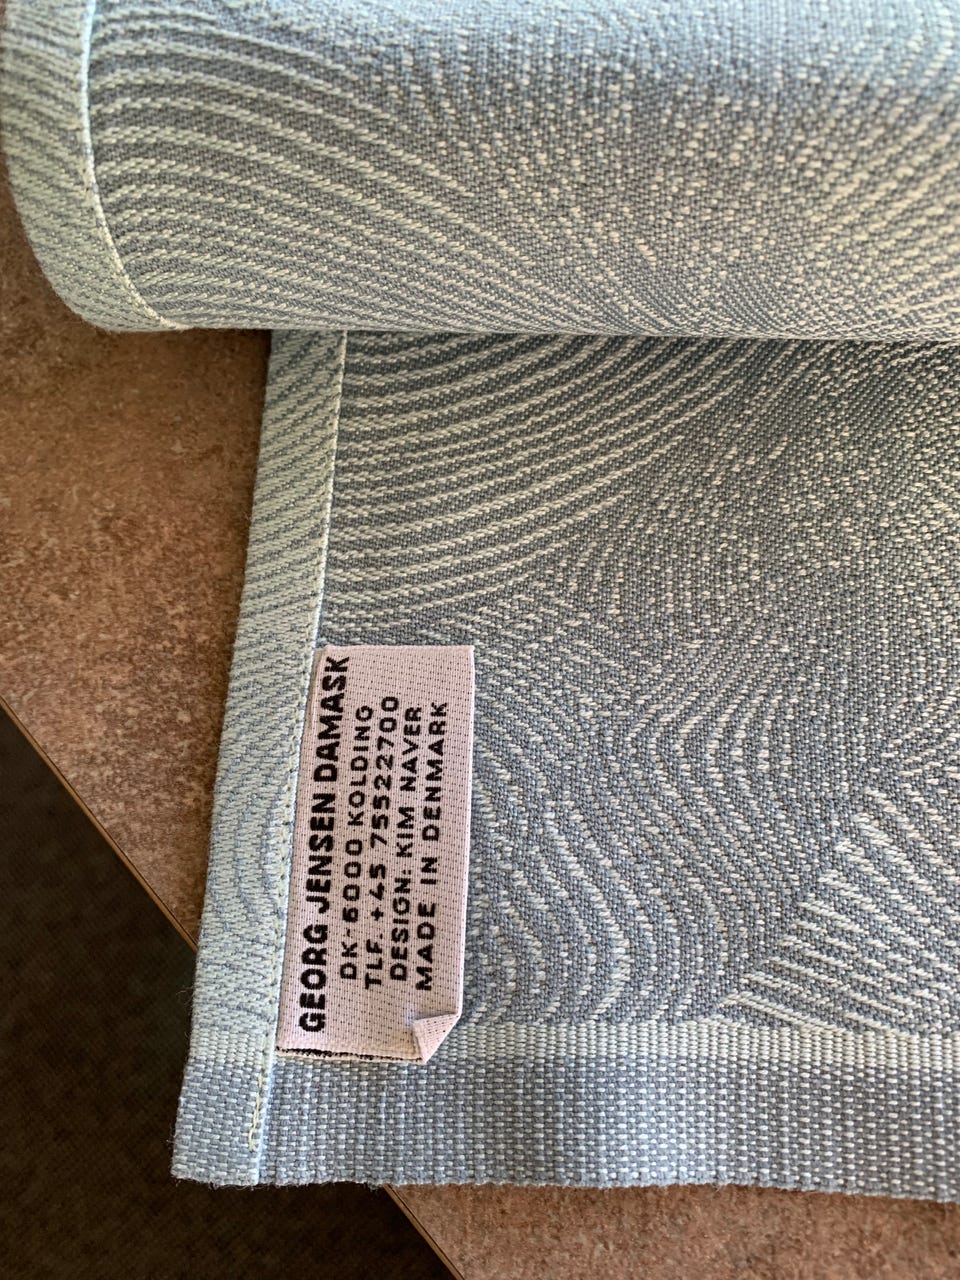 GEORG JENSEN DAMASK
DK-6000 KOLDING
TLF. +45 75522700
DESIGN: KIM NAVER
MADE IN DENMARK